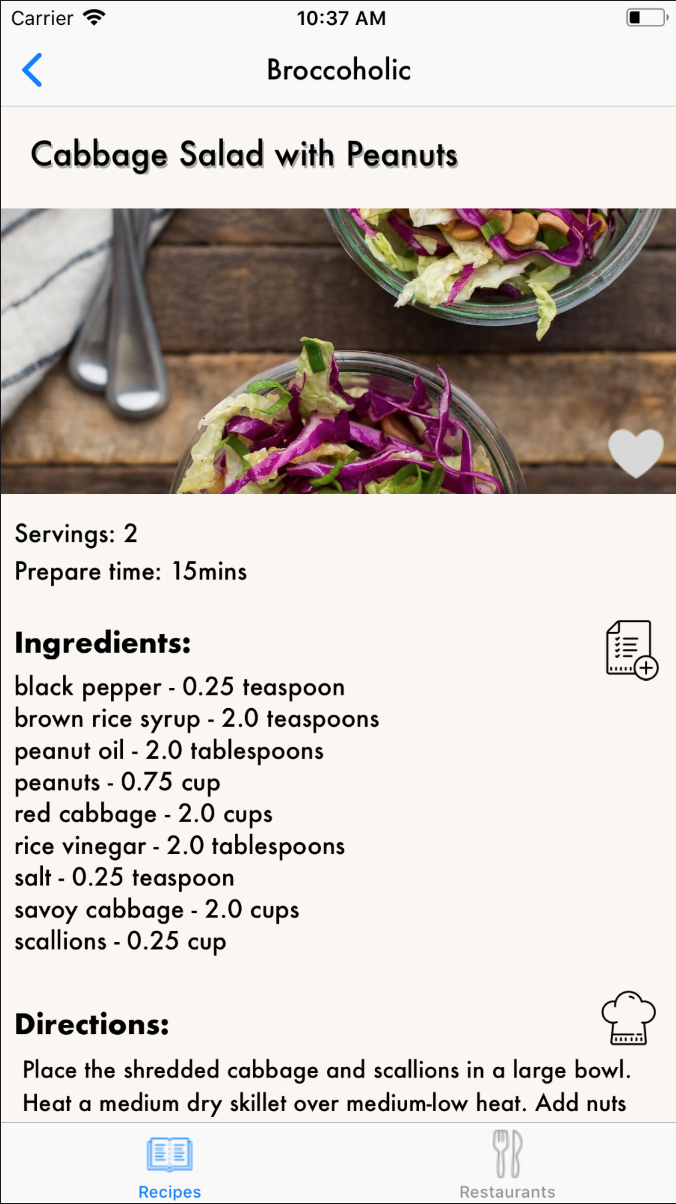 Carrier 10:37 AM
Broccoholic
Cabbage Salad with Peanuts
Servings: 2
Prepare time: 15mins
Ingredients:
black pepper - 0.25 teaspoon
brown rice syrup - 2.0 teaspoons
peanut oil - 2.0 tablespoons
peanuts - 0.75 cup
red cabbage - 2.0 cups
rice vinegar - 2.0 tablespoons
salt - 0.25 teaspoon
savoy cabbage - 2.0 cups
scallions - 0.25 cup
Directions:
Place the shredded cabbage and scallions in a large bowl.
Heat a medium dry skillet over medium-low heat. Add nuts
Recipes Restaurants